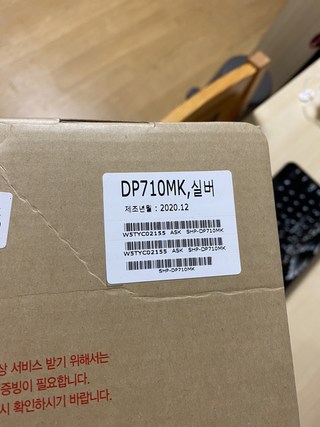 DP710MK,실버
제조년월 : 2020.12
W5TYC02155 ASK SHP-DP710MK
W5TYC02155 ASK SHP-DP710MK
SHP-DP710MK
상 서비스 받기 위해서는
증빙이 필요합니다.
시 확인하시기 바랍니다.